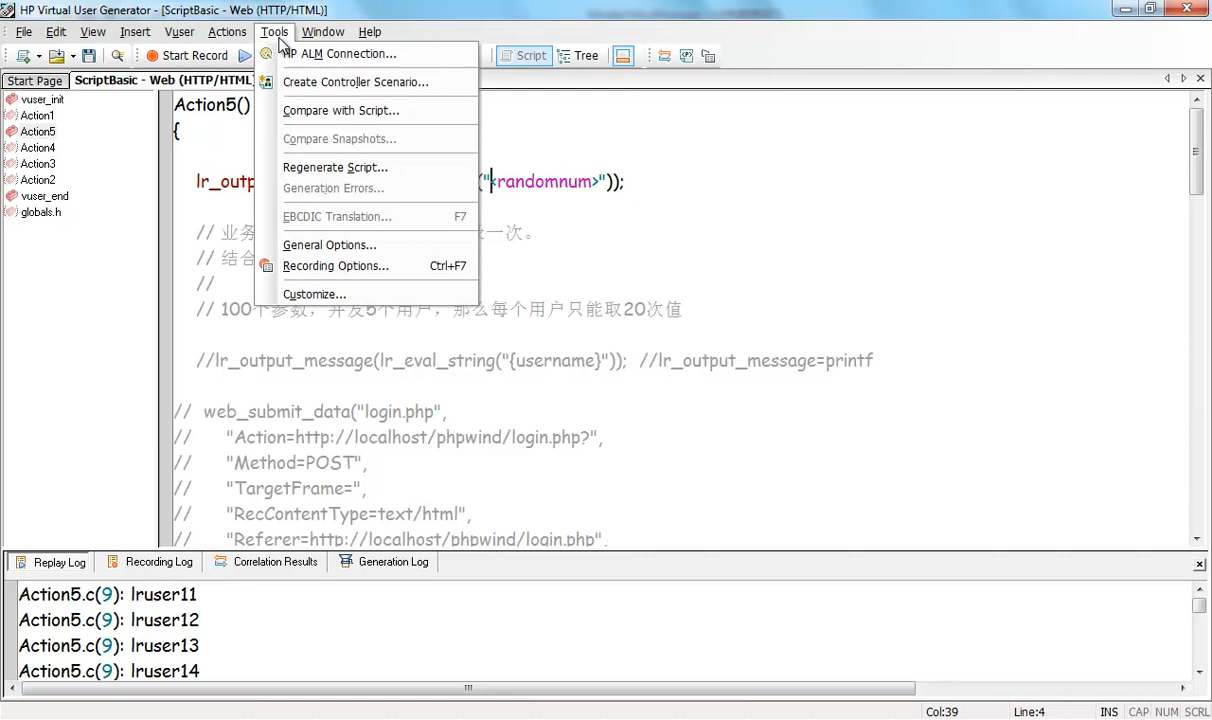 HP Virtual User Generator - [ScriptBasic - Web (HTTP/HTML)]
File Edit View Insert Vuser Actions Tools Window Help
Start Record Script Tree
Start Page ScriptBasic - Web (HTTP/HTML)
vuser_init
Action1
Action5
Action4
Action3
Action2
vuser_end
globals.h
HP ALM Connection...
Create Controller Scenario...
Compare with Script...
Compare Snapshots...
Regenerate Script...
Generation Errors...
EBCDIC Translation... F7
General Options...
Recording Options... Ctrl+F7
Customize...
Action5()
{
lr_outp ("<randomnum>"));
// 业务 一次。
// 结合
//
// 100个参数，并发5个用户，那么每个用户只能取20次值
//lr_output_message(lr_eval_string("{username}")); //lr_output_message=printf
// web_submit_data("login.php",
// "Action=http://localhost/phpwind/login.php?",
// "Method=POST",
// "TargetFrame=",
// "RecContentType=text/html",
// "Referer=http://localhost/phpwind/login.php",
Replay Log Recording Log Correlation Results Generation Log
Action5.c(9): lruser11
Action5.c(9): lruser12
Action5.c(9): lruser13
Action5.c(9): lruser14
Col:39 Line:4 INS CAP NUM SCRL